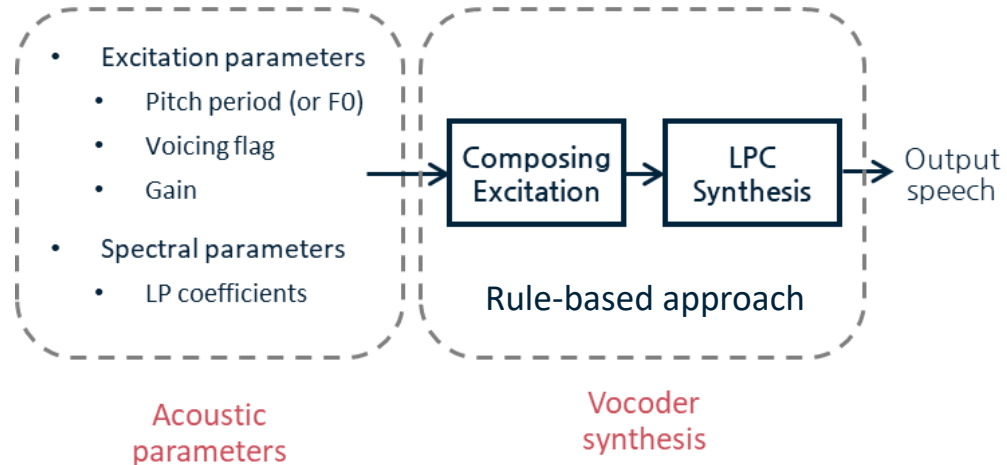 • Excitation parameters
• Pitch period (or F0)
• Voicing flag
• Gain
• Spectral parameters
• LP coefficients
Composing
Excitation
LPC
Synthesis
Output
speech
Rule-based approach
Acoustic
parameters
Vocoder
synthesis